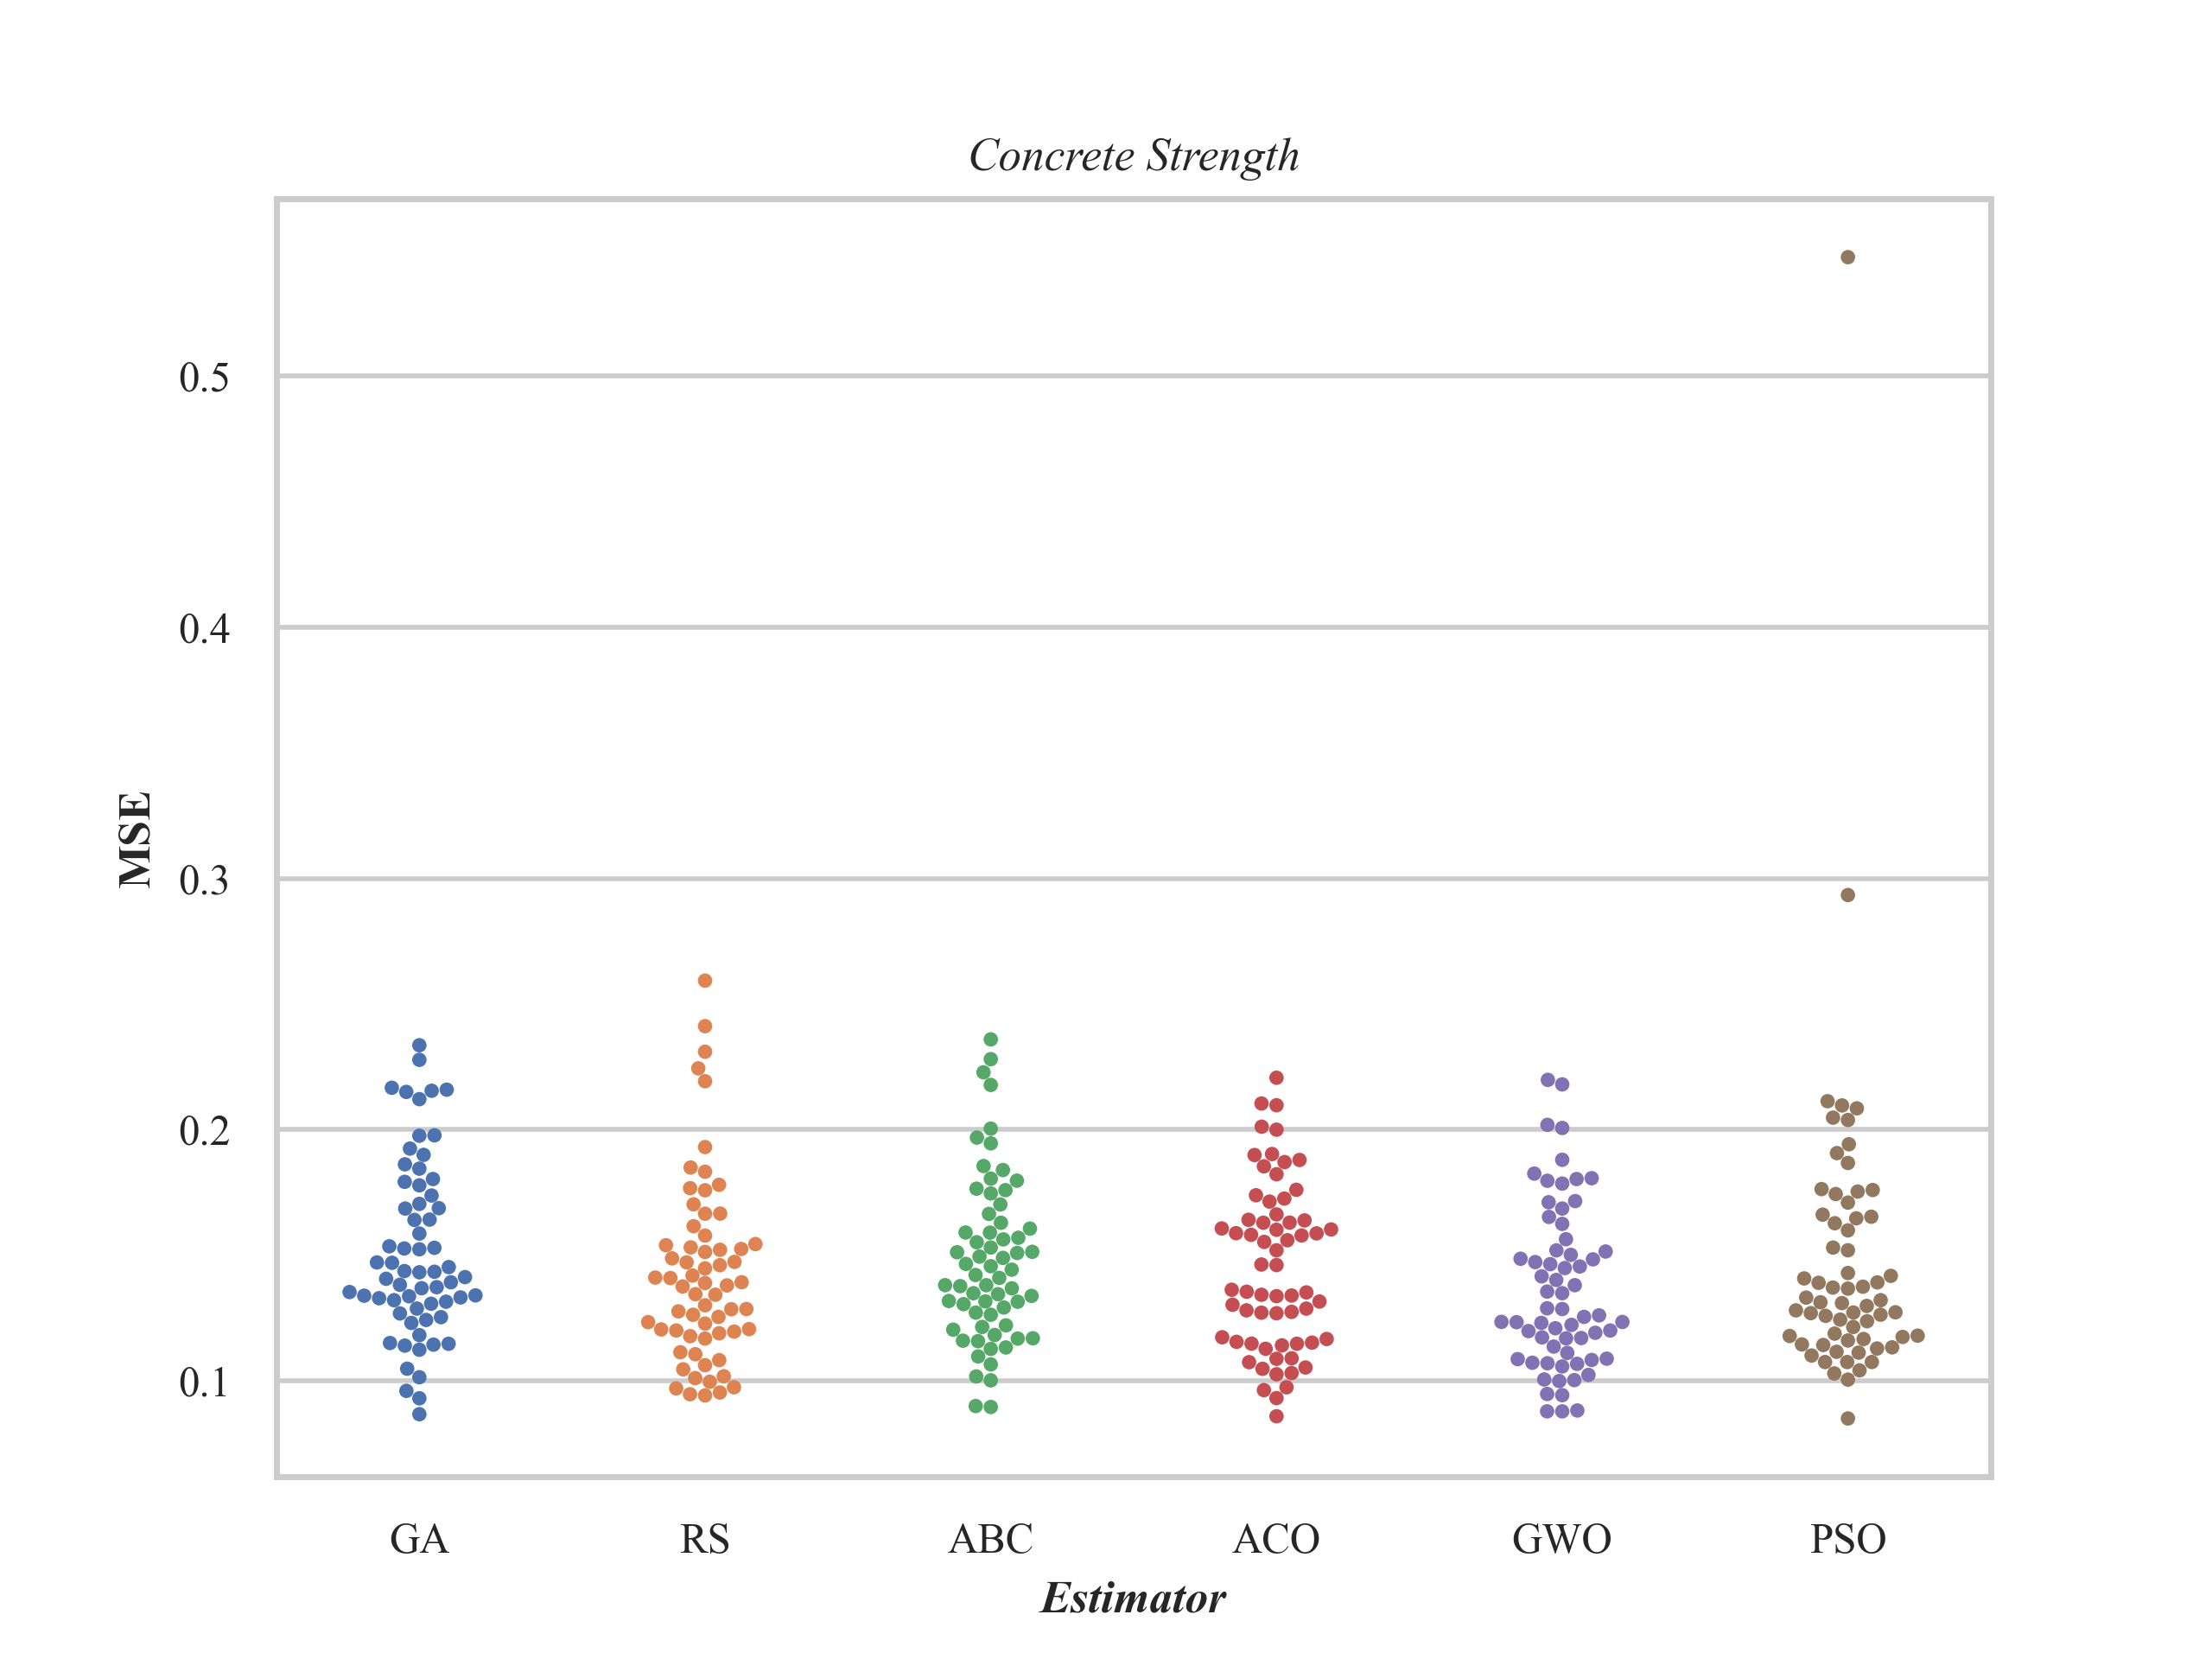 Concrete Strength
0.5
0.4
0.3
0.2
0.1
MSE
GA RS ABC ACO GWO PSO
Estimator